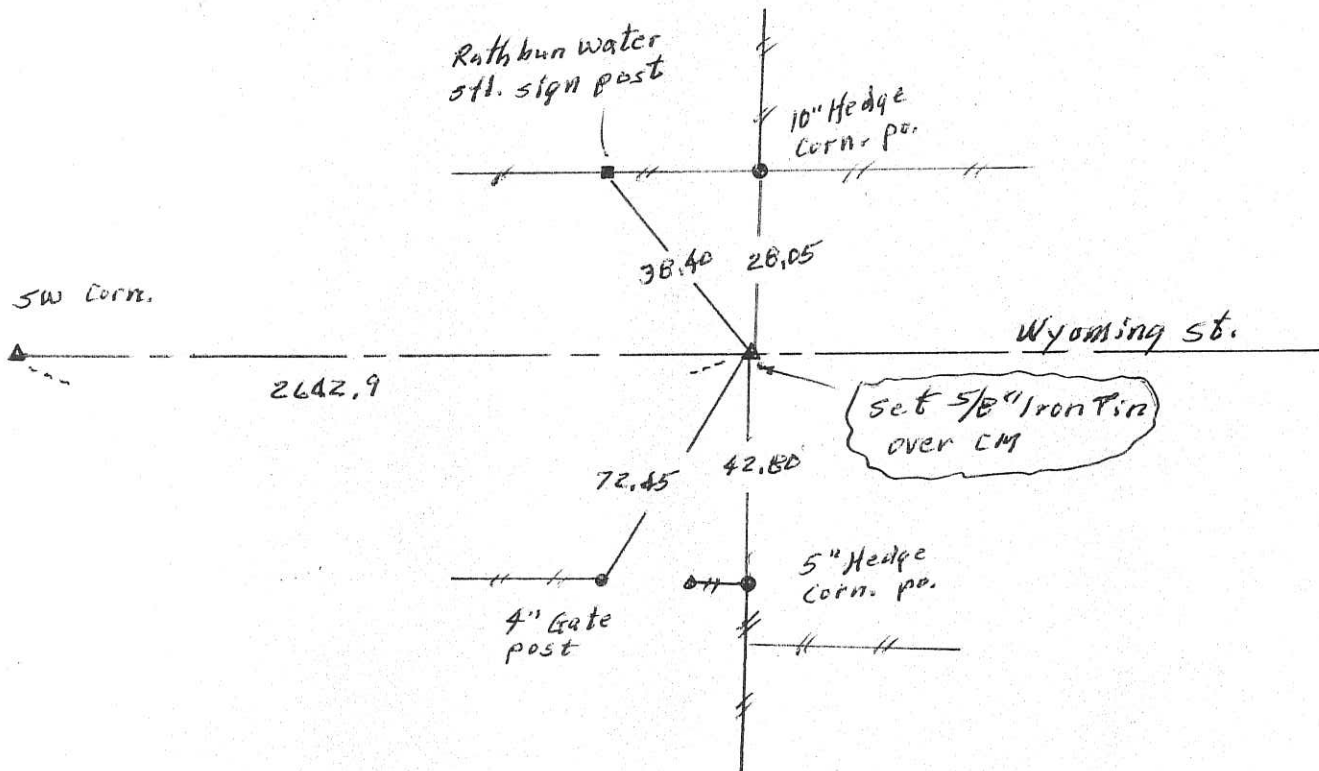 Rathbun Water
stl. sign post
10" Hedge
Corn. po.
38.40
28.05
SW Corn.
Wyoming St.
2642.9
Set 5/8" Iron Pin
over CM
72.45
42.80
5" Hedge
Corn. po.
4" Gate
post